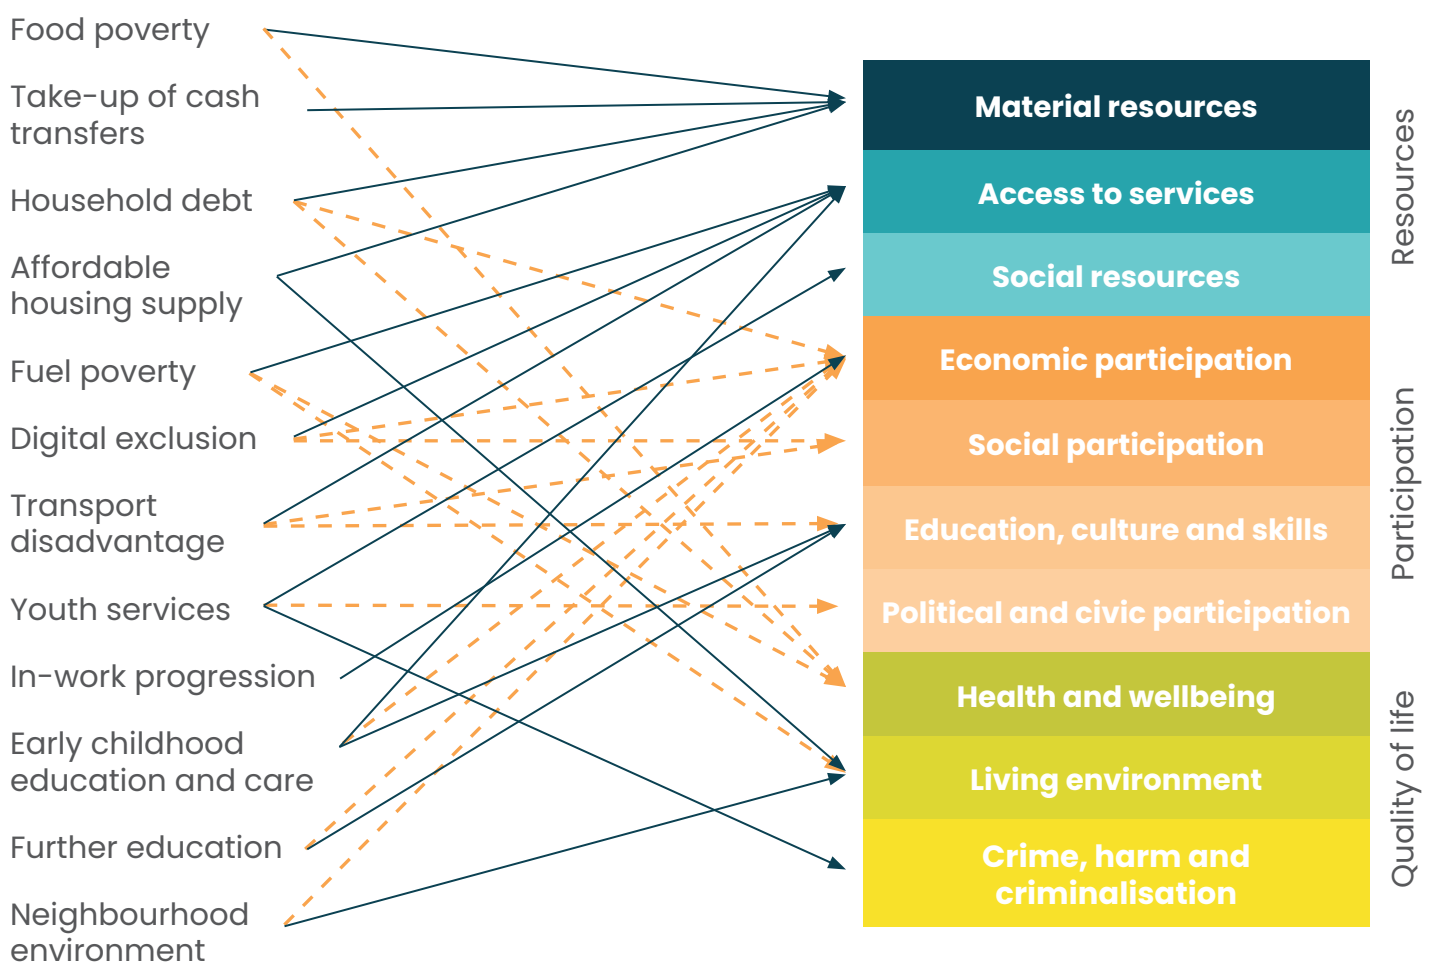 Food poverty
Take-up of cash
transfers
Household debt
Affordable
housing supply
Fuel poverty
Digital exclusion
Transport
disadvantage
Youth services
In-work progression
Early childhood
education and care
Further education
Neighbourhood
environment
Material resources
Access to services
Social resources
Economic participation
Social participation
Education, culture and skills
Political and civic participation
Health and wellbeing
Living environment
Crime, harm and
criminalisation
Resources
Participation
Quality of life